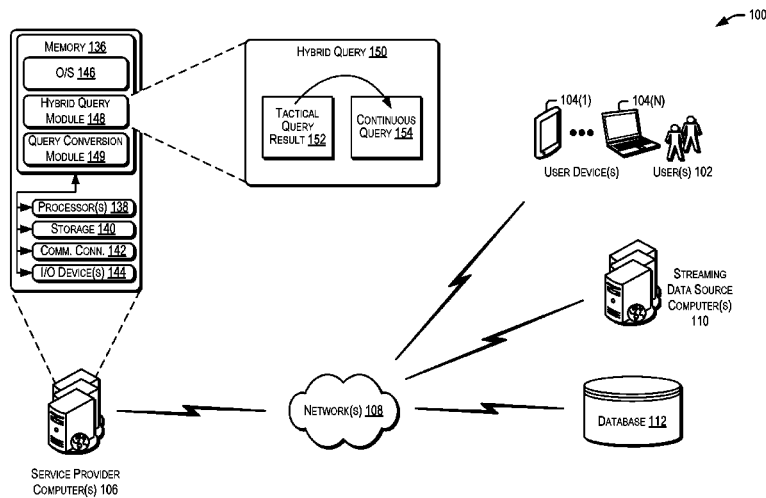 100
MEMORY 136
O/S 146
HYBRID QUERY
MODULE 148
QUERY CONVERSION
MODULE 149
PROCESSOR(S) 138
STORAGE 140
COMM. CONN. 142
I/O DEVICE(S) 144
HYBRID QUERY 150
TACTICAL
QUERY
RESULT 152
CONTINUOUS
QUERY 154
104(1)
104(N)
USER DEVICE(S)
USER(S) 102
STREAMING
DATA SOURCE
COMPUTER(S)
110
NETWORK(S) 108
DATABASE 112
SERVICE PROVIDER
COMPUTER(S) 106